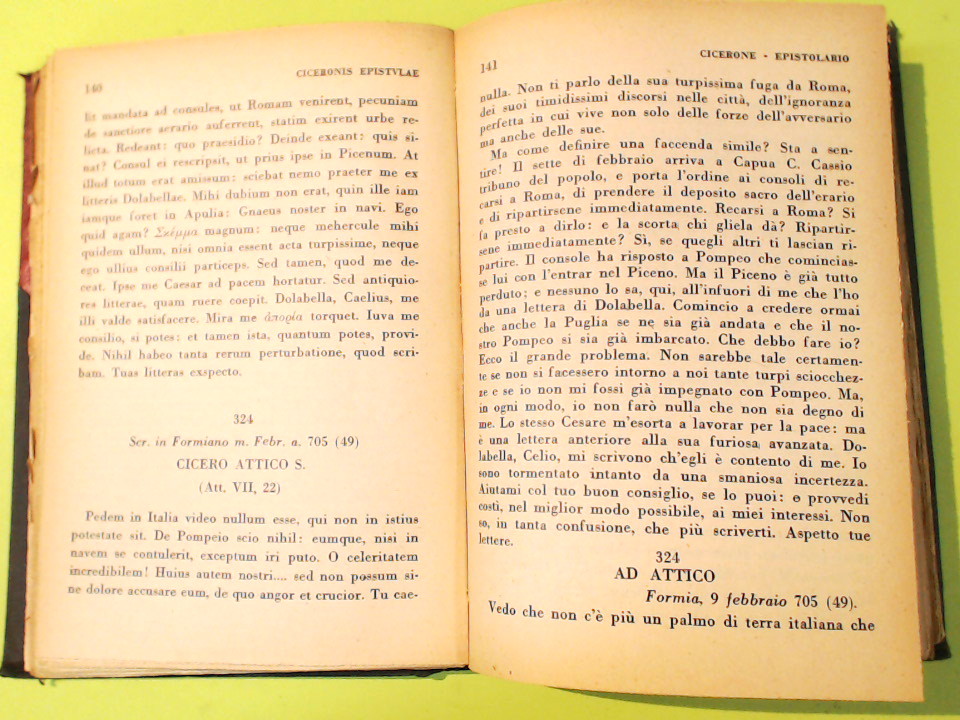 140
CICERONIS EPISTVLAE
lit mandata ad consules, ut Romam venirent, pecuniam
de sanctiore aerario auferrent, statim exirent urbe re-
licta. Redeant: quo praesidio? Deinde exeant: quis si-
nat? Consul ei rescripsit, ut prius ipse in Picenum. At
illud totum erat amissum: sciebat nemo praeter me ex
litteris Dolabellae. Mihi dubium non erat, quin ille iam
iamque foret in Apulia: Gnaeus noster in navi. Ego
quid agam? Σκέμμα magnum: neque mehercule mihi
quidem ullum, nisi omnia essent acta turpissime, neque
ego ullius consilii particeps. Sed tamen, quod me de-
ceat. Ipse me Caesar ad pacem hortatur. Sed antiquio-
res litterae, quam ruere coepit. Dolabella, Caelius, me
illi valde satisfacere. Mira me ἀπορία torquet. Iuva me
consilio, si potes: et tamen ista, quantum potes, provi-
de. Nihil habeo tanta rerum perturbatione, quod scri-
bam. Tuas litteras exspecto.
324
Scr. in Formiano m. Febr. a. 705 (49)
CICERO ATTICO S.
(Att. VII, 22)
Pedem in Italia video nullum esse, qui non in istius
potestate sit. De Pompeio scio nihil: eumque, nisi in
navem se contulerit, exceptum iri puto. O celeritatem
incredibilem! Huius autem nostri.... sed non possum si-
ne dolore accusare eum, de quo angor et crucior. Tu cae-
141
CICERONE - EPISTOLARIO
nulla. Non ti parlo della sua turpissima fuga da Roma,
dei suoi timidissimi discorsi nelle città, dell'ignoranza
perfetta in cui vive non solo delle forze dell'avversario
ma anche delle sue.
Ma come definire una faccenda simile? Sta a sen-
tire! Il sette di febbraio arriva a Capua C. Cassio
tribuno del popolo, e porta l'ordine ai consoli di re-
carsi a Roma, di prendere il deposito sacro dell'erario
e di ripartirsene immediatamente. Recarsi a Roma? Si
fa presto a dirlo: e la scorta chi gliela dà? Ripartir-
sene immediatamente? Sì, se quegli altri ti lascian ri-
partire. Il console ha risposto a Pompeo che comincias-
se lui con l'entrar nel Piceno. Ma il Piceno è già tutto
perduto: e nessuno lo sa, qui, all'infuori di me che l'ho
da una lettera di Dolabella. Comincio a credere ormai
che anche la Puglia se ne sia già andata e che il no-
stro Pompeo si sia già imbarcato. Che debbo fare io?
Ecco il grande problema. Non sarebbe tale certamen-
te se non si facessero intorno a noi tante turpi sciocchez-
ze e se io non mi fossi già impegnato con Pompeo. Ma,
in ogni modo, io non farò nulla che non sia degno di
me. Lo stesso Cesare m'esorta a lavorar per la pace: ma
è una lettera anteriore alla sua furiosa avanzata. Do-
labella, Celio, mi scrivono ch'egli è contento di me. Io
sono tormentato intanto da una smaniosa incertezza.
Aiutami col tuo buon consiglio, se lo puoi: e provvedi
costì, nel miglior modo possibile, ai miei interessi. Non
so, in tanta confusione, che più scriverti. Aspetto tue
lettere.
324
AD ATTICO
Formia, 9 febbraio 705 (49).
Vedo che non c'è più un palmo di terra italiana che